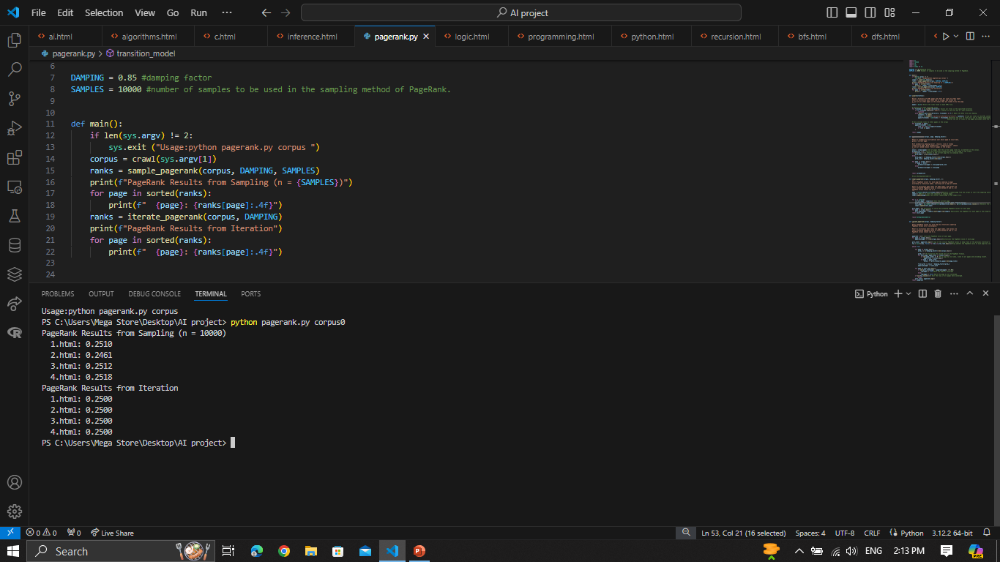 File Edit Selection View Go Run ··· AI project
ai.html algorithms.html c.html inference.html pagerank.py logic.html programming.html python.html recursion.html bfs.html dfs.html
pagerank.py > transition_model
6
7 DAMPING = 0.85 #damping factor
8 SAMPLES = 10000 #number of samples to be used in the sampling method of PageRank.
9
10
11 def main():
12 if len(sys.argv) != 2:
13 sys.exit ("Usage:python pagerank.py corpus ")
14 corpus = crawl(sys.argv[1])
15 ranks = sample_pagerank(corpus, DAMPING, SAMPLES)
16 print(f"PageRank Results from Sampling (n = {SAMPLES})")
17 for page in sorted(ranks):
18 print(f"  {page}: {ranks[page]:.4f}")
19 ranks = iterate_pagerank(corpus, DAMPING)
20 print(f"PageRank Results from Iteration")
21 for page in sorted(ranks):
22 print(f"  {page}: {ranks[page]:.4f}")
23
24
PROBLEMS OUTPUT DEBUG CONSOLE TERMINAL PORTS Python
Usage:python pagerank.py corpus
PS C:\Users\Mega Store\Desktop\AI project> python pagerank.py corpus0
PageRank Results from Sampling (n = 10000)
1.html: 0.2510
2.html: 0.2461
3.html: 0.2512
4.html: 0.2518
PageRank Results from Iteration
1.html: 0.2500
2.html: 0.2500
3.html: 0.2500
4.html: 0.2500
PS C:\Users\Mega Store\Desktop\AI project>
0 0 0 Live Share Ln 53, Col 21 (16 selected) Spaces: 4 UTF-8 CRLF Python 3.12.2 64-bit
Search ENG 2:13 PM